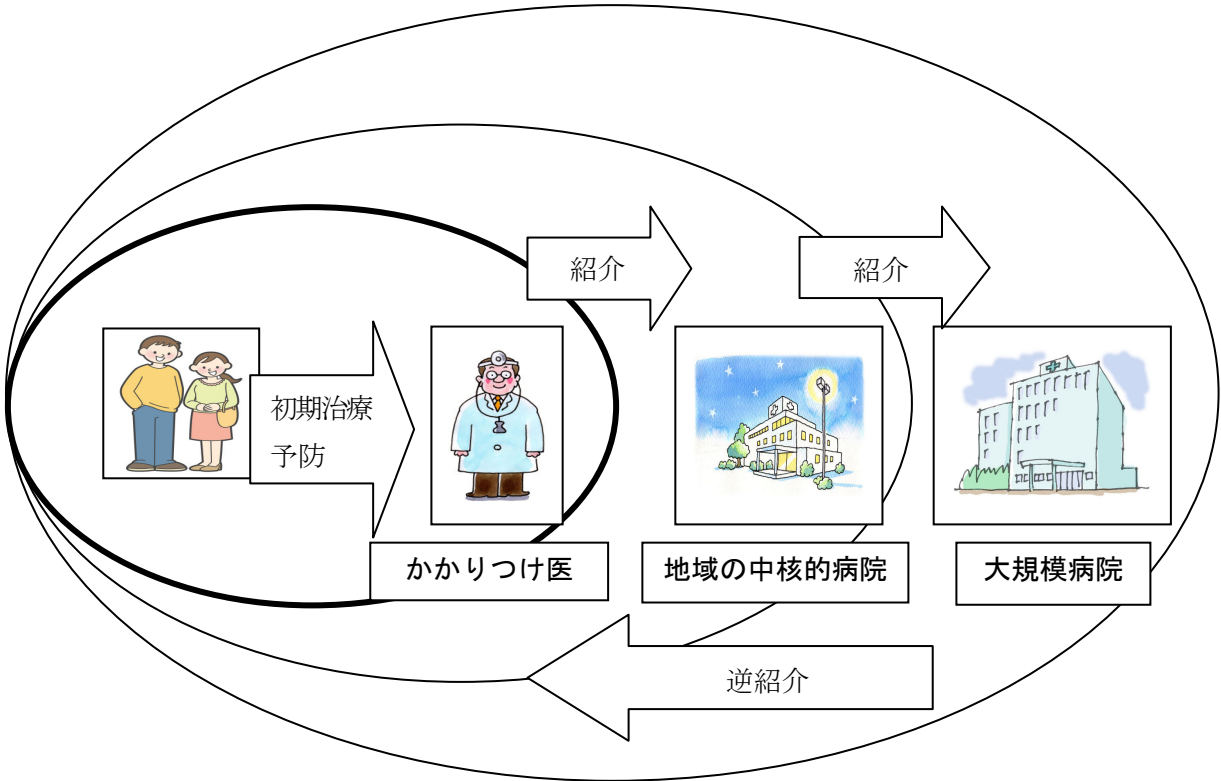 紹介
紹介
初期治療
予防
かかりつけ医
地域の中核的病院
大規模病院
逆紹介